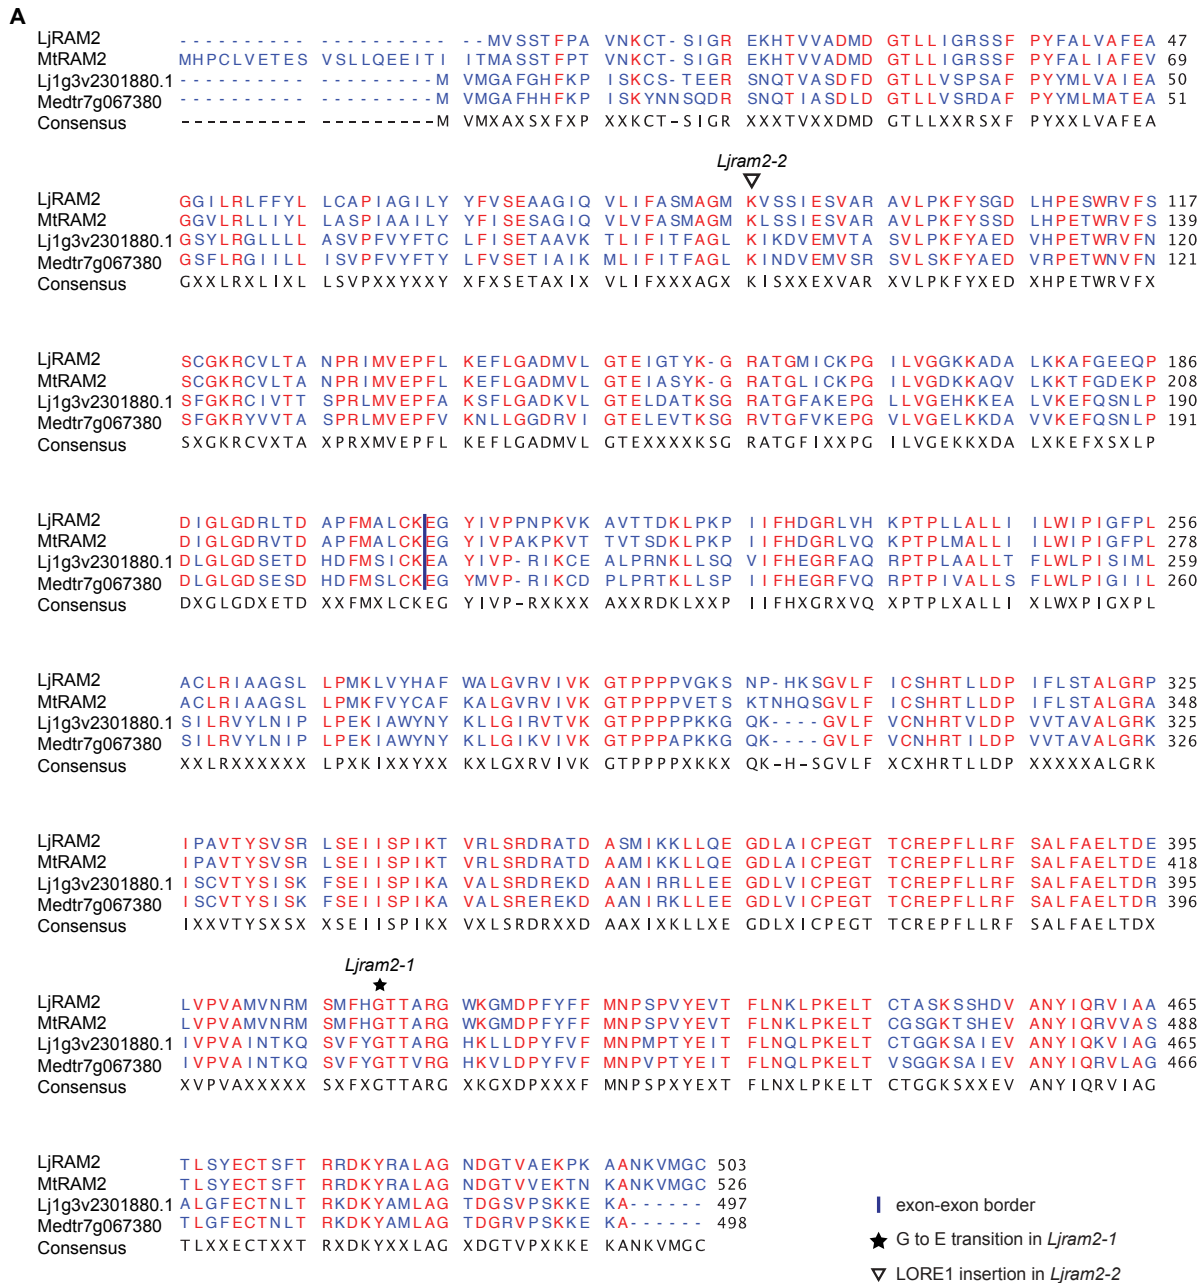 A
LjRAM2 - - - - - - - - - - - - - - - - - - - - - - MVSSTFPA VNKCT-SIGR EKHTVVADMD GTLLIGRSSF PYFALVAFEA 47
MtRAM2 MHPCLVETES VSLLQEEITI ITMASSTFPT VNKCT-SIGR EKHTVVADMD GTLLIGRSSF PYFALVAFEV 69
Lj1g3v2301880.1 - - - - - - - - - - - - - - - - - - - M VMGAFGHFKP ISKCS-TEER SNQTVASDFD GTLLVSPSAF PYYMLVAIEA 50
Medtr7g067380 - - - - - - - - - - - - - - - - - - - M VMGAFHHFKP ISKYNNSQDR SNQTIASDLD GTLLVSRDAF PYYMLMATEA 51
Consensus - - - - - - - - - - - - - - - - - - - M VMXAXSXFXP XXKCT-SIGR XXXTVXXDMD GTLLXXRSXF PYXXLVAFEA
Ljram2-2
LjRAM2 GGILRLFFYL LCAPIAGILY YFVSEAAGIQ VLIFASMAGM KVSSIESVAR AVLPKFYSGD LHPESWRVFS 117
MtRAM2 GGVLRLLIYL LASPIAAILY YFISESAGIQ VLVFASMAGM KLSSIESVAR AVLPKFYSGD LHPESWRVFS 139
Lj1g3v2301880.1 GSYLRGLLLL ASVPFVYFTC LFISETAAVK TLIFITFAGL KIKDVEMVTA SVLPKFYAED VHPETWRVFN 120
Medtr7g067380 GSFLRGIILL ISVPFVYFTY LFVSETIAIK MLIFITFAGL KINDVEMVSR SVLSKFYAED VRPETWNVFN 121
Consensus GXXLRXLIXL LSVPXXYXXY XFXSETAXIX VLIFXXXAGX KISXXEXVAR XVLPKFYXED XHPETWRVFX
LjRAM2 SCGKRCVLTA NPRIMVEPFL KEFLGADMVL GTEIGTYK-G RATGMICKPG ILVGGKKADA LKKAFGEEQP 186
MtRAM2 SCGKRCVLTA NPRIMVEPFL KEFLGADMVL GTEIASYK-G RATGLICKPG ILVGDKKAQV LKKTFGDEKP 208
Lj1g3v2301880.1 SFGKRCIVTT SPRLMVEPFA KSFLGADKVL GTELDATKSG RATGFAKEPG LLVGEHKKEA LVKEFQSNLP 190
Medtr7g067380 SFGKRYVVTA SPRLMVEPFV KNLLGGDRVI GTELEVTKSG RVTGFVKEPG VLVGELKKDA VVKEFQSNLP 191
Consensus SXGKRCVXTA XPRXMVEPFL KEFLGADMVL GTEXXXXKSG RATGFIXXPG ILVGEKKXDA LXKEFXSXLP
LjRAM2 DIGLGDRLTD APFMALCKEG YIVPPNPKVK AVTTDKLPKP IIFHDGRLVH KPTPLLALLI ILWIPIGFPL 256
MtRAM2 DIGLGDRVTD APFMALCKEG YIVPAKPKVT TVTSDKLPKP IIFHDGRLVQ KPTPLMALLI ILWIPIGFPL 278
Lj1g3v2301880.1 DLGLGDSETD HDFMSICKEA YIVP-RIKCE ALPRNKLLSQ VIFHEGRFAQ RPTPLAALLT FLWLPISIML 259
Medtr7g067380 DLGLGDSESD HDFMSLCKEG YMVP-RIKCD PLPRTKLLSP IIFHEGRFVQ RPTPIVALLS FLWLPIGIIL 260
Consensus DXGLGDXETD XXFMXLCKEG YIVP-RXKXX AXXRDKLXXP IIFHXGRXVQ XPTPLXALLI XLWXPIGXPL
LjRAM2 ACLRIAAGSL LPMKLVYHAF WALGVRVIVK GTPPPPVGKS NP-HKSGVLF ICSHRTLLDP IFLSTALGRP 325
MtRAM2 ACLRIAAGSL LPMKFVYCAF KALGVRVIVK GTPPPPVETS KTNHQSGVLF ICSHRTLLDP IFLSTALGRA 348
Lj1g3v2301880.1 SILRVYLNIP LPEKIAWYNY KLLGIRVTVK GTPPPPPKKG QK- - - -GVLF VCNHRTVLDP VVTAVALGRK 325
Medtr7g067380 SILRVYLNIP LPEKIAWYNY KLLGIKVIVK GTPPPAPKKG QK- - - -GVLF VCNHRTILDP VVTAVALGRK 326
Consensus XXLRXXXXXX LPXKIXXYXX KXLGXRVIVK GTPPPPXKKX QK-H-SGVLF XCXHRTLLDP XXXXXALGRK
LjRAM2 IPAVTYSVSR LSEIISPIKT VRLSRDRATD ASMIKKLLQE GDLAICPEGT TCREPFLLRF SALFAELTDE 395
MtRAM2 IPAVTYSVSR LSEIISPIKT VRLSRDRATD AAMIKKLLQE GDLAICPEGT TCREPFLLRF SALFAELTDE 418
Lj1g3v2301880.1 ISCVTYSISK FSEIISPIKA VALSRDREKD AANIRRLLEE GDLVICPEGT TCREPFLLRF SALFAELTDR 395
Medtr7g067380 ISCVTYSISK FSEIISPIKA VALSREREKD AANIRKLLEE GDLVICPEGT TCREPFLLRF SALFAELTDR 396
Consensus IXXVTYSXSX XSEIISPIKX VXLSRDRXXD AAXIXKLLXE GDLXICPEGT TCREPFLLRF SALFAELTDX
Ljram2-1
LjRAM2 LVPVAMVNRM SMFHGTTARG WKGMDPFYFF MNPSPVYEVT FLNKLPKELT CTASKSSHDV ANYIQRVIAA 465
MtRAM2 LVPVAMVNRM SMFHGTTARG WKGMDPFYFF MNPSPVYEVT FLNKLPKELT CGSGKTSHEV ANYIQRVVAS 488
Lj1g3v2301880.1 IVPVAINTKQ SVFYGTTVRG HKLLDPYFVF MNPMPTYEIT FLNQLPKELT CTGGKSAIEV ANYIQKVIAG 465
Medtr7g067380 IVPVAINTKQ SVFYGTTVRG HKVLDPYFVF MNPVPTYEIT FLNQLPKELT VSGGKSAIEV ANYIQRVLAG 466
Consensus XVPVAXXXXX SXFXGTTARG XKGXDPXXXF MNPSPXYEXT FLNXLPKELT CTGGKSXXEV ANYIQRVIAG
LjRAM2 TLSYECTSFT RRDKYRALAG NDGTVAEKPK AANKVMGC 503
MtRAM2 TLSYECTSFT RRDKYRALAG NDGTVVEKTN KANKVMGC 526
Lj1g3v2301880.1 ALGFECTNLT RKDKYAMLAG TDGSVPSKKE KA- - - - - - 497
Medtr7g067380 TLGFECTNLT RKDKYAMLAG TDGRVPSKKE KA- - - - - - 498
Consensus TLXXECTXXT RXDKYXXLAG XDGTVPXKKE KANKVMGC
exon-exon border
G to E transition in Ljram2-1
LORE1 insertion in Ljram2-2